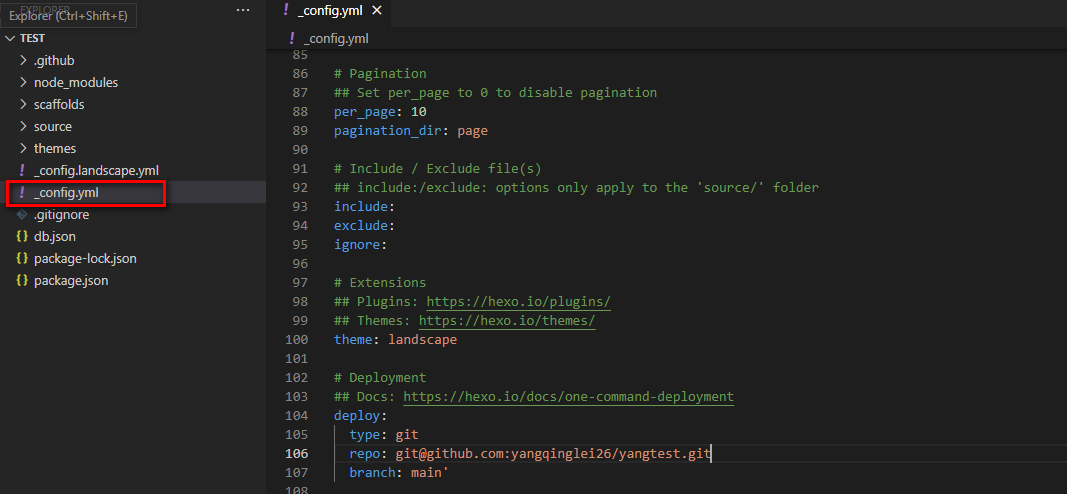 EXPLORER
Explorer (Ctrl+Shift+E)
...
TEST
.github
node_modules
scaffolds
source
themes
! _config.landscape.yml
! _config.yml
.gitignore
{} db.json
{} package-lock.json
{} package.json
! _config.yml ×
! _config.yml
85
86 # Pagination
87 ## Set per_page to 0 to disable pagination
88 per_page: 10
89 pagination_dir: page
90
91 # Include / Exclude file(s)
92 ## include:/exclude: options only apply to the 'source/' folder
93 include:
94 exclude:
95 ignore:
96
97 # Extensions
98 ## Plugins: https://hexo.io/plugins/
99 ## Themes: https://hexo.io/themes/
100 theme: landscape
101
102 # Deployment
103 ## Docs: https://hexo.io/docs/one-command-deployment
104 deploy:
105   type: git
106   repo: git@github.com:yangqinglei26/yangtest.git
107   branch: main'
108